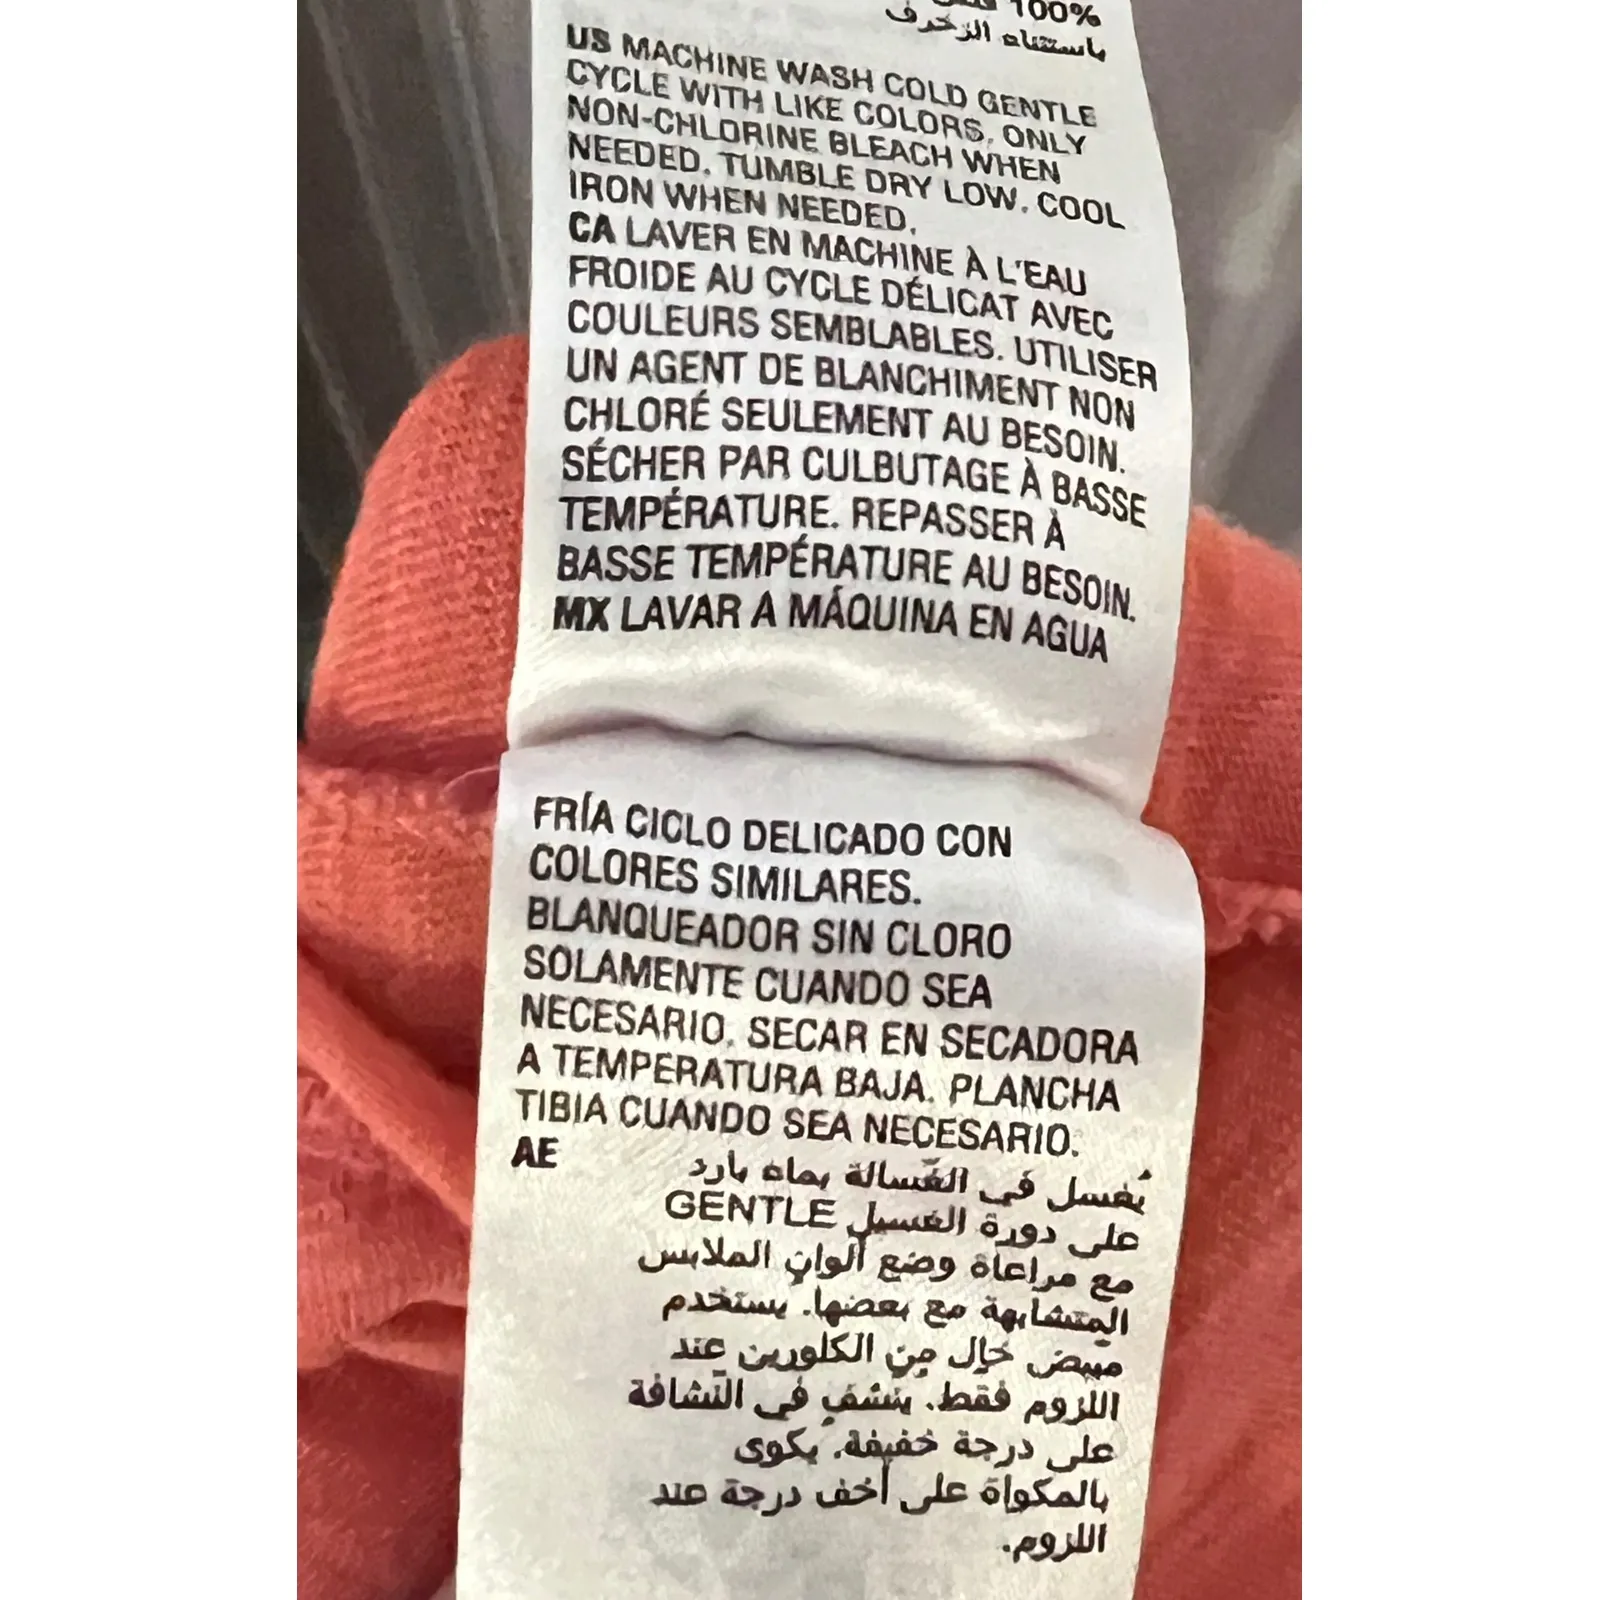 100%
باستثناء الزخرف
US MACHINE WASH COLD GENTLE
CYCLE WITH LIKE COLORS. ONLY
NON-CHLORINE BLEACH WHEN
NEEDED. TUMBLE DRY LOW. COOL
IRON WHEN NEEDED.
CA LAVER EN MACHINE À L'EAU
FROIDE AU CYCLE DÉLICAT AVEC
COULEURS SEMBLABLES. UTILISER
UN AGENT DE BLANCHIMENT NON
CHLORÉ SEULEMENT AU BESOIN.
SÉCHER PAR CULBUTAGE À BASSE
TEMPÉRATURE. REPASSER À
BASSE TEMPÉRATURE AU BESOIN.
MX LAVAR A MÁQUINA EN AGUA
FRÍA CICLO DELICADO CON
COLORES SIMILARES.
BLANQUEADOR SIN CLORO
SOLAMENTE CUANDO SEA
NECESARIO. SECAR EN SECADORA
A TEMPERATURA BAJA. PLANCHA
TIBIA CUANDO SEA NECESARIO.
AE يُغسل في الغسّالة بماء بارد
على دورة الغسيل GENTLE
مع مراعاة وضع ألوان الملابس
المتشابهة مع بعضها. يستخدم
مبيض خالٍ من الكلورين عند
اللزوم فقط. ينشف في النّشافة
على درجة خفيفة. يكوى
بالمكواة على أخف درجة عند
اللزوم.